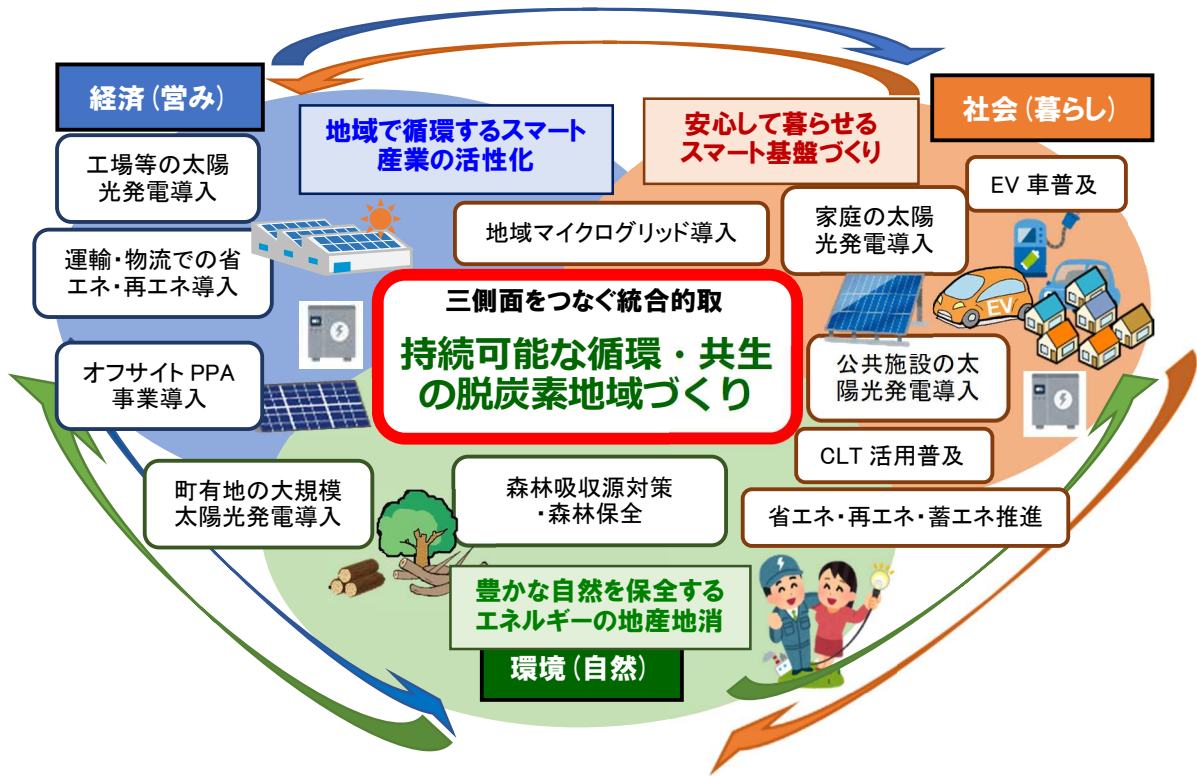 経済(営み)
社会(暮らし)
地域で循環するスマート
産業の活性化
安心して暮らせる
スマート基盤づくり
工場等の太陽
光発電導入
EV 車普及
家庭の太陽
光発電導入
地域マイクログリッド導入
運輸・物流での省
エネ・再エネ導入
三側面をつなぐ統合的取
持続可能な循環・共生
の脱炭素地域づくり
EV
オフサイト PPA
事業導入
公共施設の太
陽光発電導入
CLT 活用普及
町有地の大規模
太陽光発電導入
森林吸収源対策
・森林保全
省エネ・再エネ・蓄エネ推進
豊かな自然を保全する
エネルギーの地産地消
環境(自然)